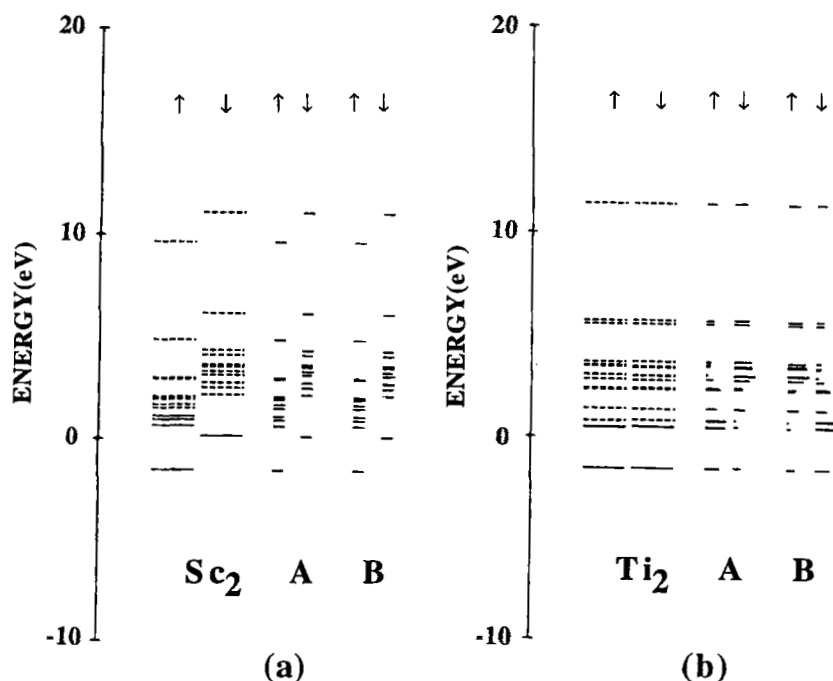 20
↑ ↓ ↑ ↓ ↑ ↓
10
ENERGY(eV)
0
Sc2 A B
-10
(a)
20
↑ ↓ ↑ ↓ ↑ ↓
10
ENERGY(eV)
0
Ti2 A B
-10
(b)